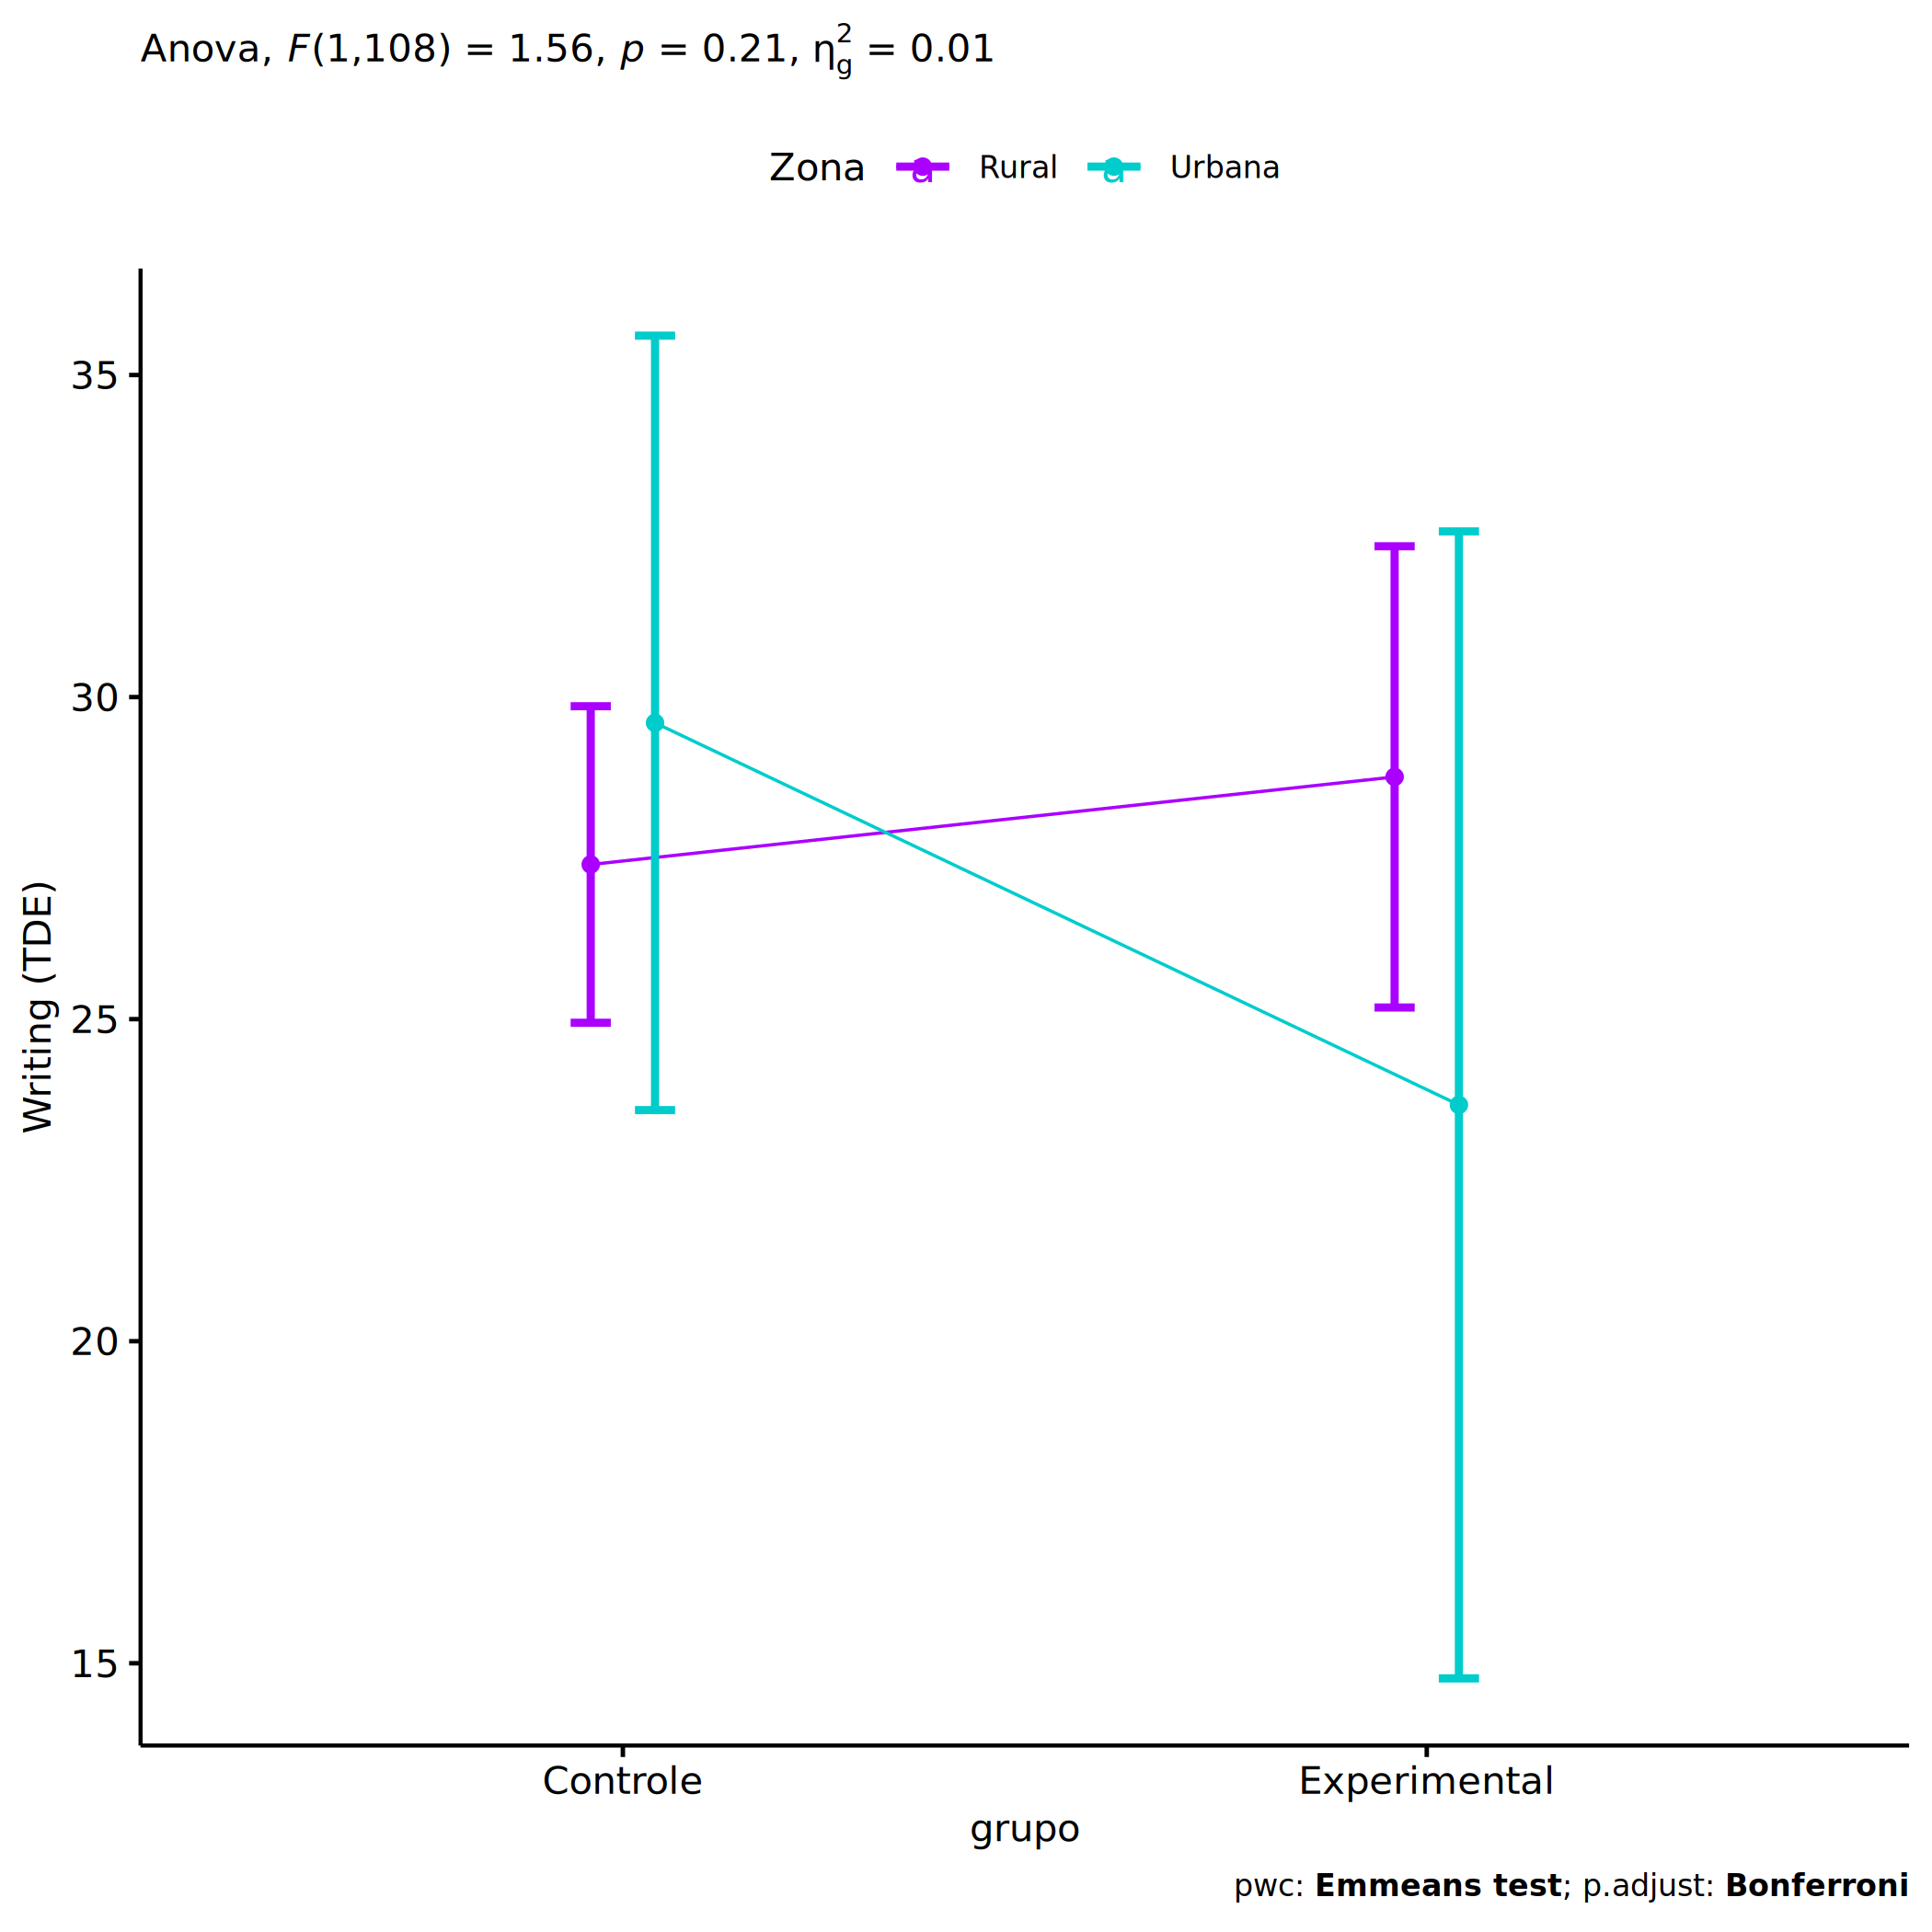 Anova, F(1,108) = 1.56, p = 0.21, η²g = 0.01
Zona a Rural a Urbana
35
30
25
20
15
Writing (TDE)
Controle Experimental
grupo
pwc: Emmeans test; p.adjust: Bonferroni